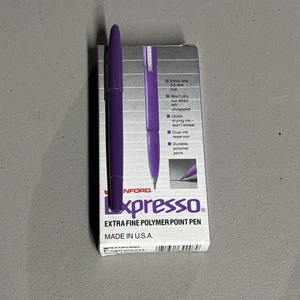 Extra fine
0.5 mm
line
Won't dry
out when
left
uncapped
Quick
drying ink—
won't smear
Dual ink
reservoir
Durable
polymer
point
NFORD®
Expresso®
EXTRA FINE POLYMER POINT PEN
MADE IN U.S.A.